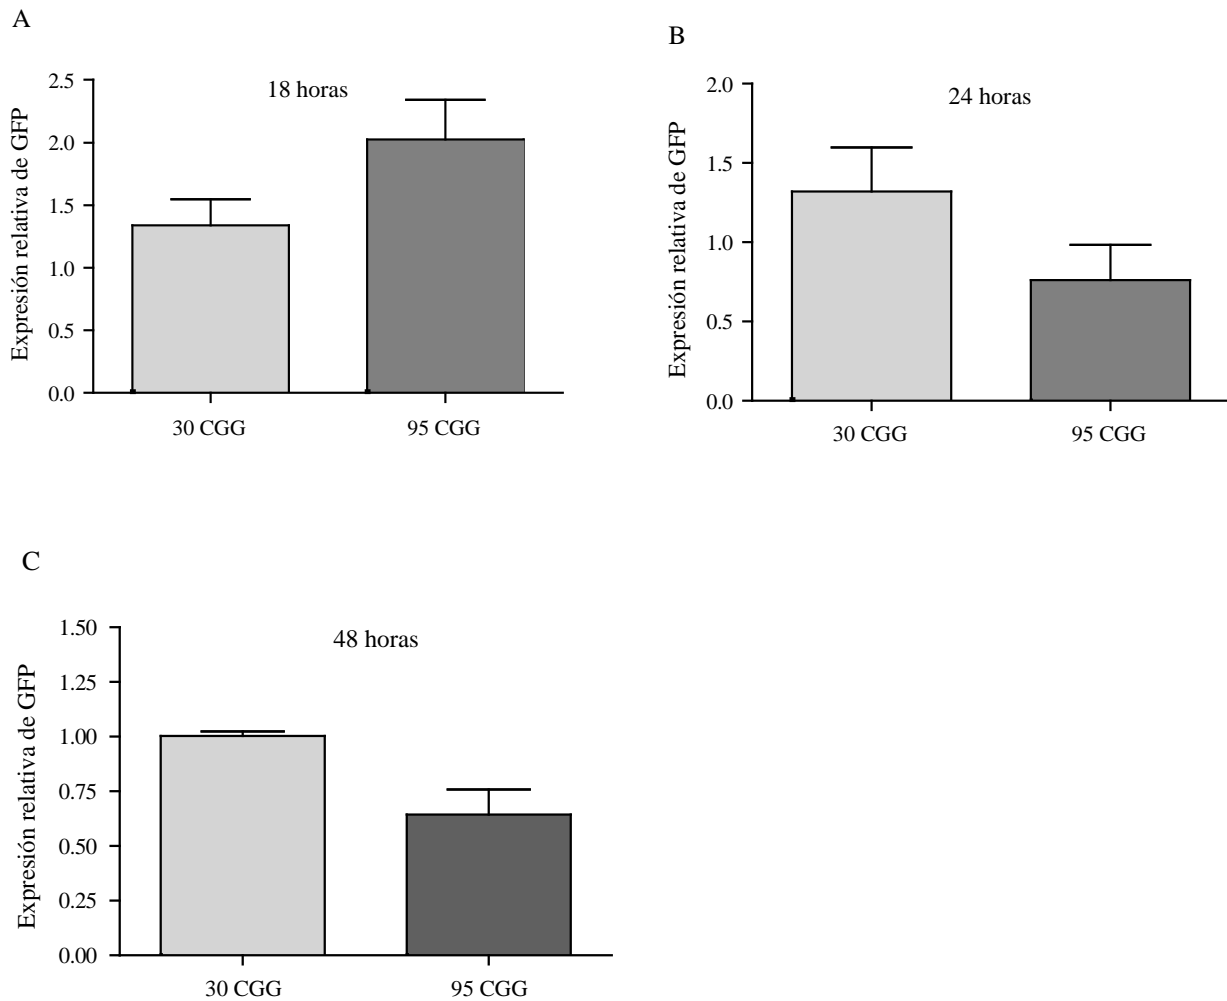 A
18 horas
Expresión relativa de GFP
2.5
2.0
1.5
1.0
0.5
0.0
30 CGG
95 CGG
B
24 horas
Expresión relativa de GFP
2.0
1.5
1.0
0.5
0.0
30 CGG
95 CGG
C
48 horas
Expresión relativa de GFP
1.50
1.25
1.00
0.75
0.50
0.25
0.00
30 CGG
95 CGG